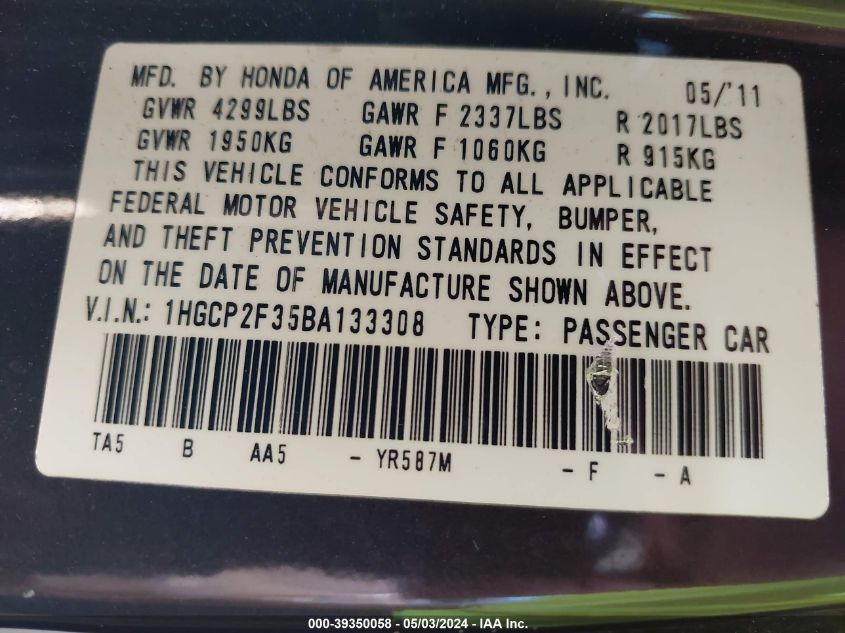 MFD. BY HONDA OF AMERICA MFG., INC. 05/'11
GVWR 4299LBS GAWR F 2337LBS R 2017LBS
GVWR 1950KG GAWR F 1060KG R 915KG
THIS VEHICLE CONFORMS TO ALL APPLICABLE
FEDERAL MOTOR VEHICLE SAFETY, BUMPER,
AND THEFT PREVENTION STANDARDS IN EFFECT
ON THE DATE OF MANUFACTURE SHOWN ABOVE.
V.I.N.: 1HGCP2F35BA133308 TYPE: PASSENGER CAR
TA5 B AA5 - YR587M - F - A
000-39350058 - 05/03/2024 - IAA Inc.